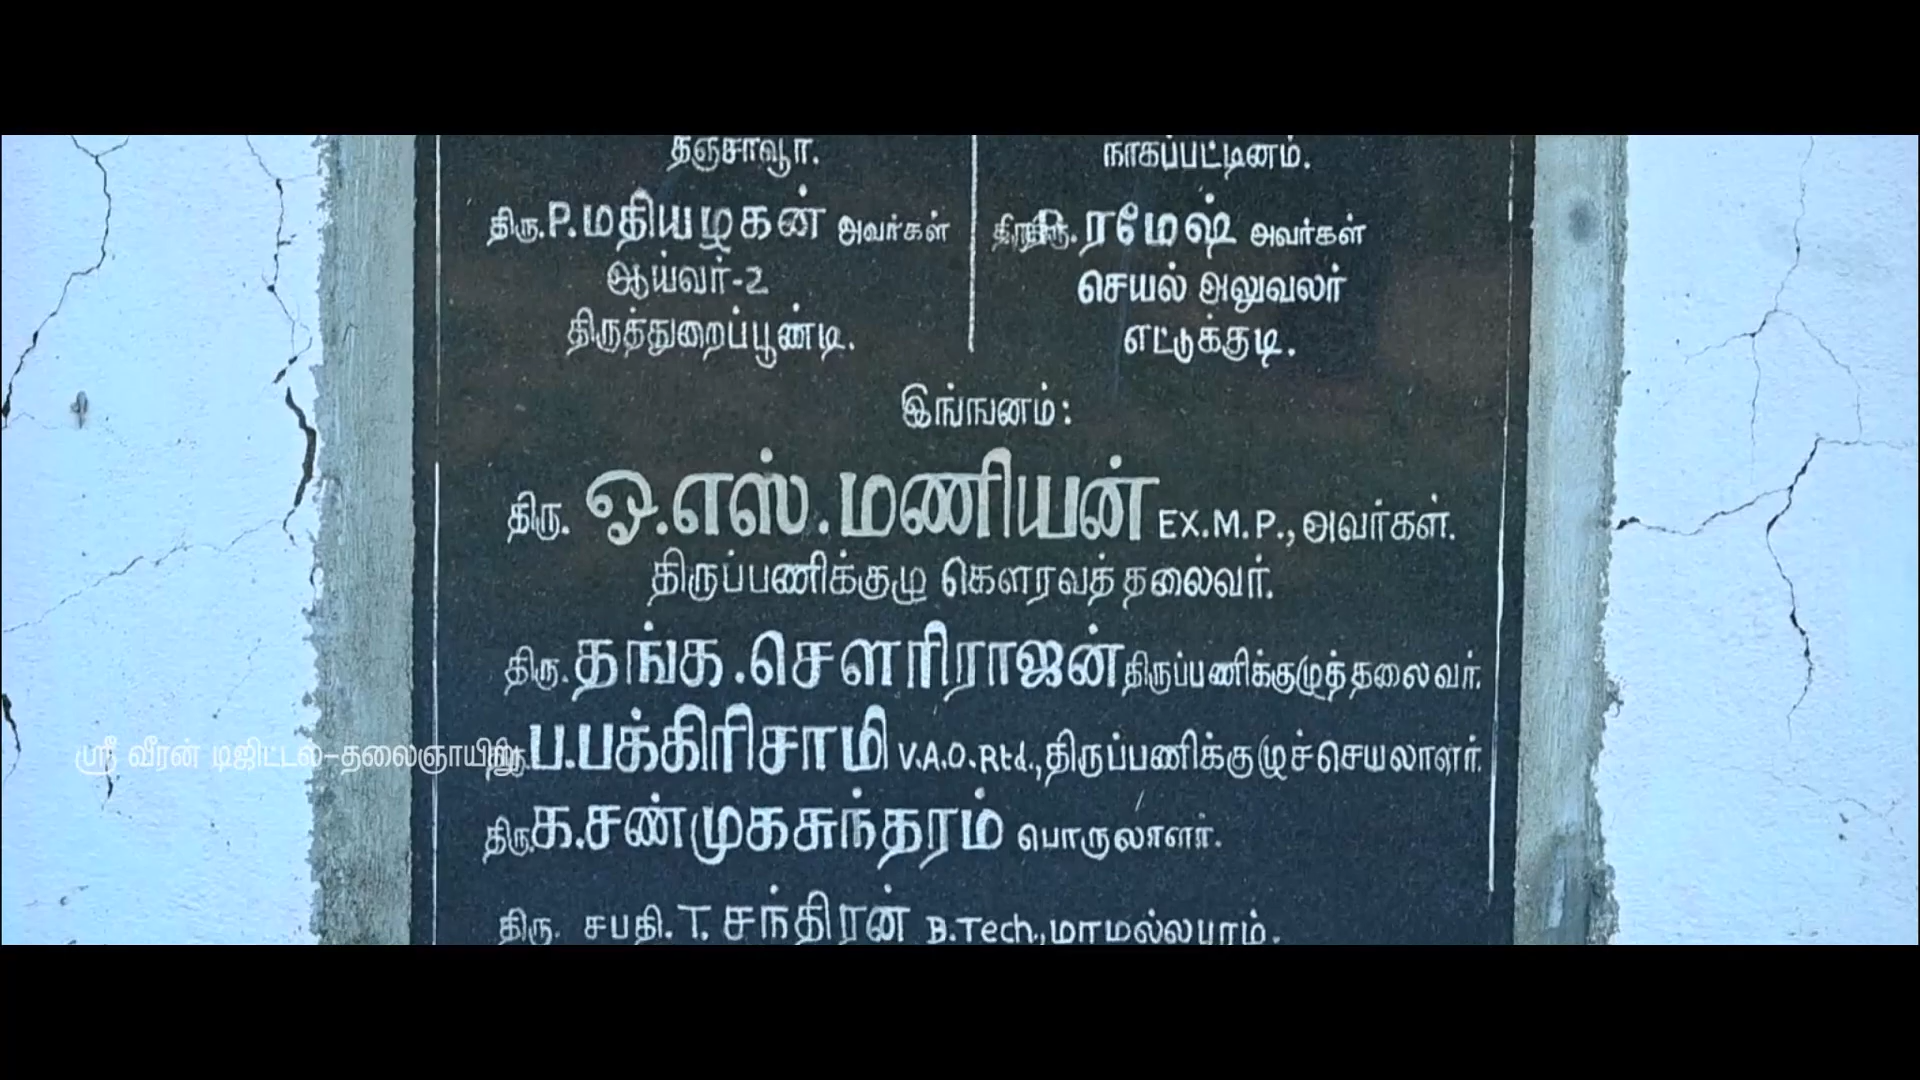 தஞ்சாவூர்.
நாகப்பட்டினம்.
திரு.P.மதியழகன் அவர்கள்
ஆய்வர்-2
திருத்துறைப்பூண்டி.
ரமேஷ் அவர்கள்
செயல் அலுவலர்
எட்டுக்குடி.
இங்ஙனம்:
திரு. ஓ.எஸ்.மணியன் EX.M.P., அவர்கள்.
திருப்பணிக்குழு கௌரவத்தலைவர்.
திரு.தங்க.சௌரிராஜன் திருப்பணிக்குழுத்தலைவர்.
ப.பக்கிரிசாமி V.A.O.Rtd., திருப்பணிக்குழுச்செயலாளர்.
திரு.க.சண்முகசுந்தரம் பொருலாளர்.
திரு. சபதி.T.சந்திரன் B.Tech.,மாமல்லபுரம்.
ஸ்ரீ வீரன் டிஜிட்டல்-தலைஞாயிறு